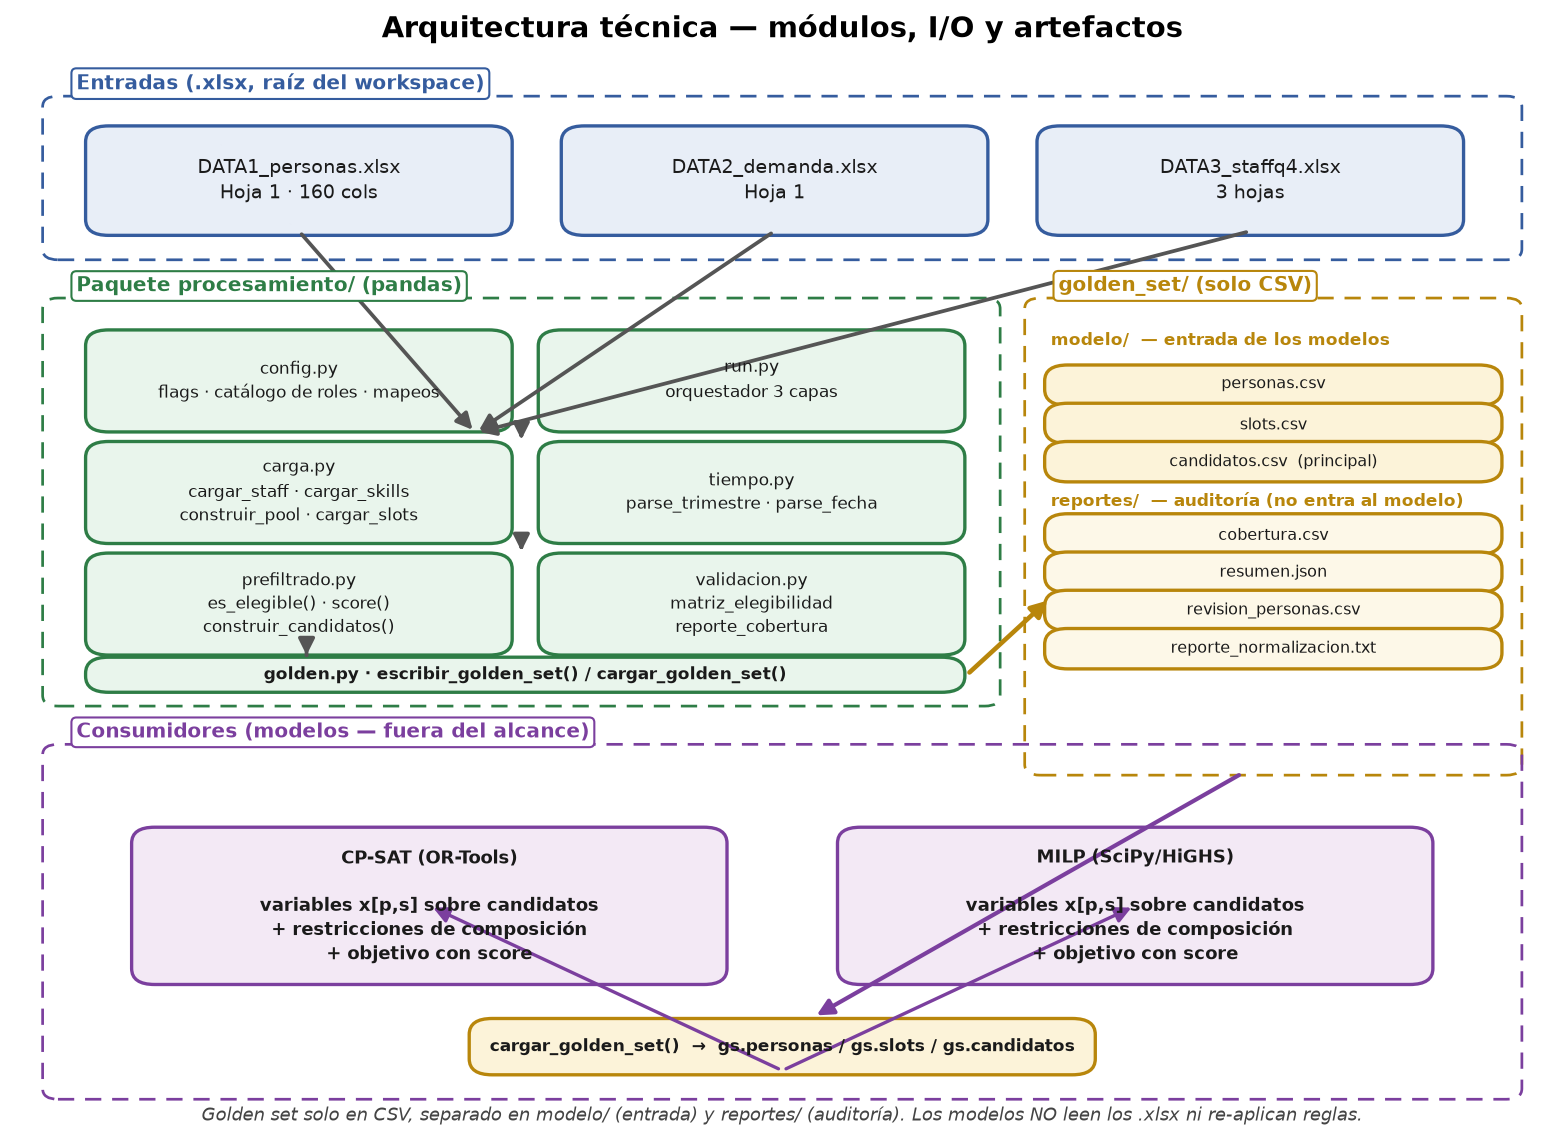 Arquitectura técnica — módulos, I/O y artefactos
Entradas (.xlsx, raíz del workspace)
DATA1_personas.xlsx
Hoja 1 · 160 cols
DATA2_demanda.xlsx
Hoja 1
DATA3_staffq4.xlsx
3 hojas
Paquete procesamiento/ (pandas)
config.py
flags · catálogo de roles · mapeos
run.py
orquestador 3 capas
carga.py
cargar_staff · cargar_skills
construir_pool · cargar_slots
tiempo.py
parse_trimestre · parse_fecha
prefiltrado.py
es_elegible() · score()
construir_candidatos()
validacion.py
matriz_elegibilidad
reporte_cobertura
golden.py · escribir_golden_set() / cargar_golden_set()
golden_set/ (solo CSV)
modelo/ — entrada de los modelos
personas.csv
slots.csv
candidatos.csv (principal)
reportes/ — auditoría (no entra al modelo)
cobertura.csv
resumen.json
revision_personas.csv
reporte_normalizacion.txt
Consumidores (modelos — fuera del alcance)
CP-SAT (OR-Tools)
variables x[p,s] sobre candidatos
+ restricciones de composición
+ objetivo con score
MILP (SciPy/HiGHS)
variables x[p,s] sobre candidatos
+ restricciones de composición
+ objetivo con score
cargar_golden_set() → gs.personas / gs.slots / gs.candidatos
Golden set solo en CSV, separado en modelo/ (entrada) y reportes/ (auditoría). Los modelos NO leen los .xlsx ni re-aplican reglas.